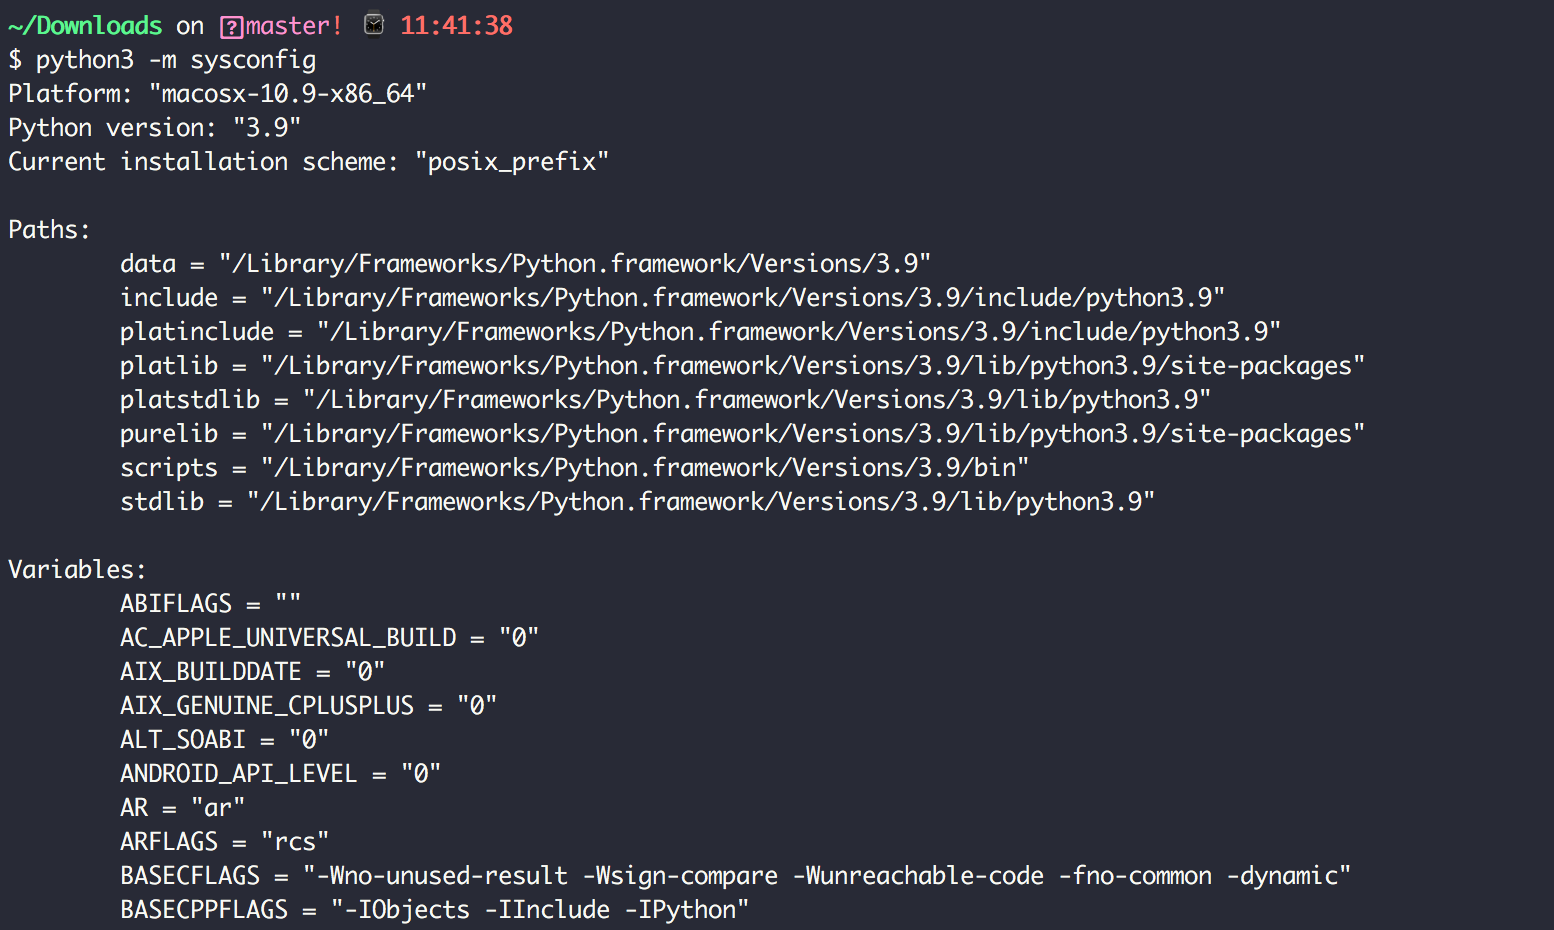 ~/Downloads on master! 11:41:38
$ python3 -m sysconfig
Platform: "macosx-10.9-x86_64"
Python version: "3.9"
Current installation scheme: "posix_prefix"
Paths:
data = "/Library/Frameworks/Python.framework/Versions/3.9"
include = "/Library/Frameworks/Python.framework/Versions/3.9/include/python3.9"
platinclude = "/Library/Frameworks/Python.framework/Versions/3.9/include/python3.9"
platlib = "/Library/Frameworks/Python.framework/Versions/3.9/lib/python3.9/site-packages"
platstdlib = "/Library/Frameworks/Python.framework/Versions/3.9/lib/python3.9"
purelib = "/Library/Frameworks/Python.framework/Versions/3.9/lib/python3.9/site-packages"
scripts = "/Library/Frameworks/Python.framework/Versions/3.9/bin"
stdlib = "/Library/Frameworks/Python.framework/Versions/3.9/lib/python3.9"
Variables:
ABIFLAGS = ""
AC_APPLE_UNIVERSAL_BUILD = "0"
AIX_BUILDDATE = "0"
AIX_GENUINE_CPLUSPLUS = "0"
ALT_SOABI = "0"
ANDROID_API_LEVEL = "0"
AR = "ar"
ARFLAGS = "rcs"
BASECFLAGS = "-Wno-unused-result -Wsign-compare -Wunreachable-code -fno-common -dynamic"
BASECPPFLAGS = "-IObjects -IInclude -IPython"